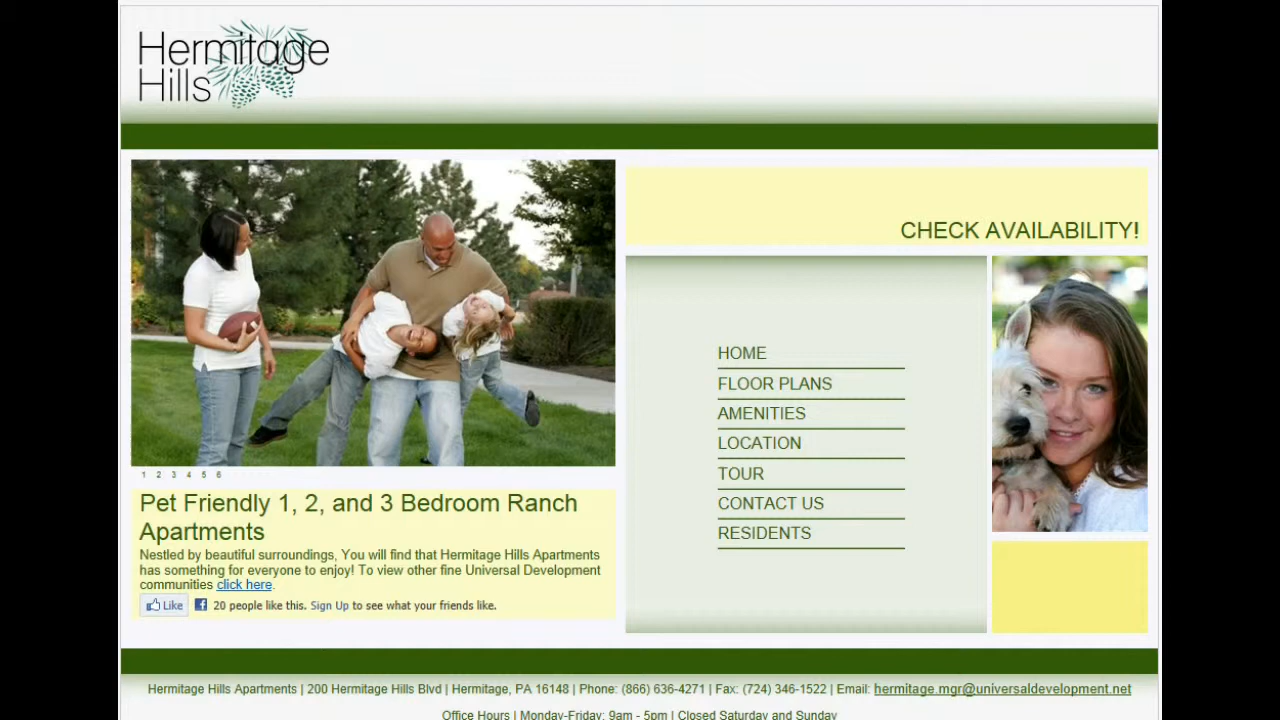 Hermitage
Hills
CHECK AVAILABILITY!
HOME
FLOOR PLANS
AMENITIES
LOCATION
TOUR
CONTACT US
RESIDENTS
1 2 3 4 5 6
Pet Friendly 1, 2, and 3 Bedroom Ranch
Apartments
Nestled by beautiful surroundings, You will find that Hermitage Hills Apartments
has something for everyone to enjoy! To view other fine Universal Development
communities click here.
Like 20 people like this. Sign Up to see what your friends like.
Hermitage Hills Apartments | 200 Hermitage Hills Blvd | Hermitage, PA 16148 | Phone: (866) 636-4271 | Fax: (724) 346-1522 | Email: hermitage.mgr@universaldevelopment.net
Office Hours | Monday-Friday: 9am - 5pm | Closed Saturday and Sunday